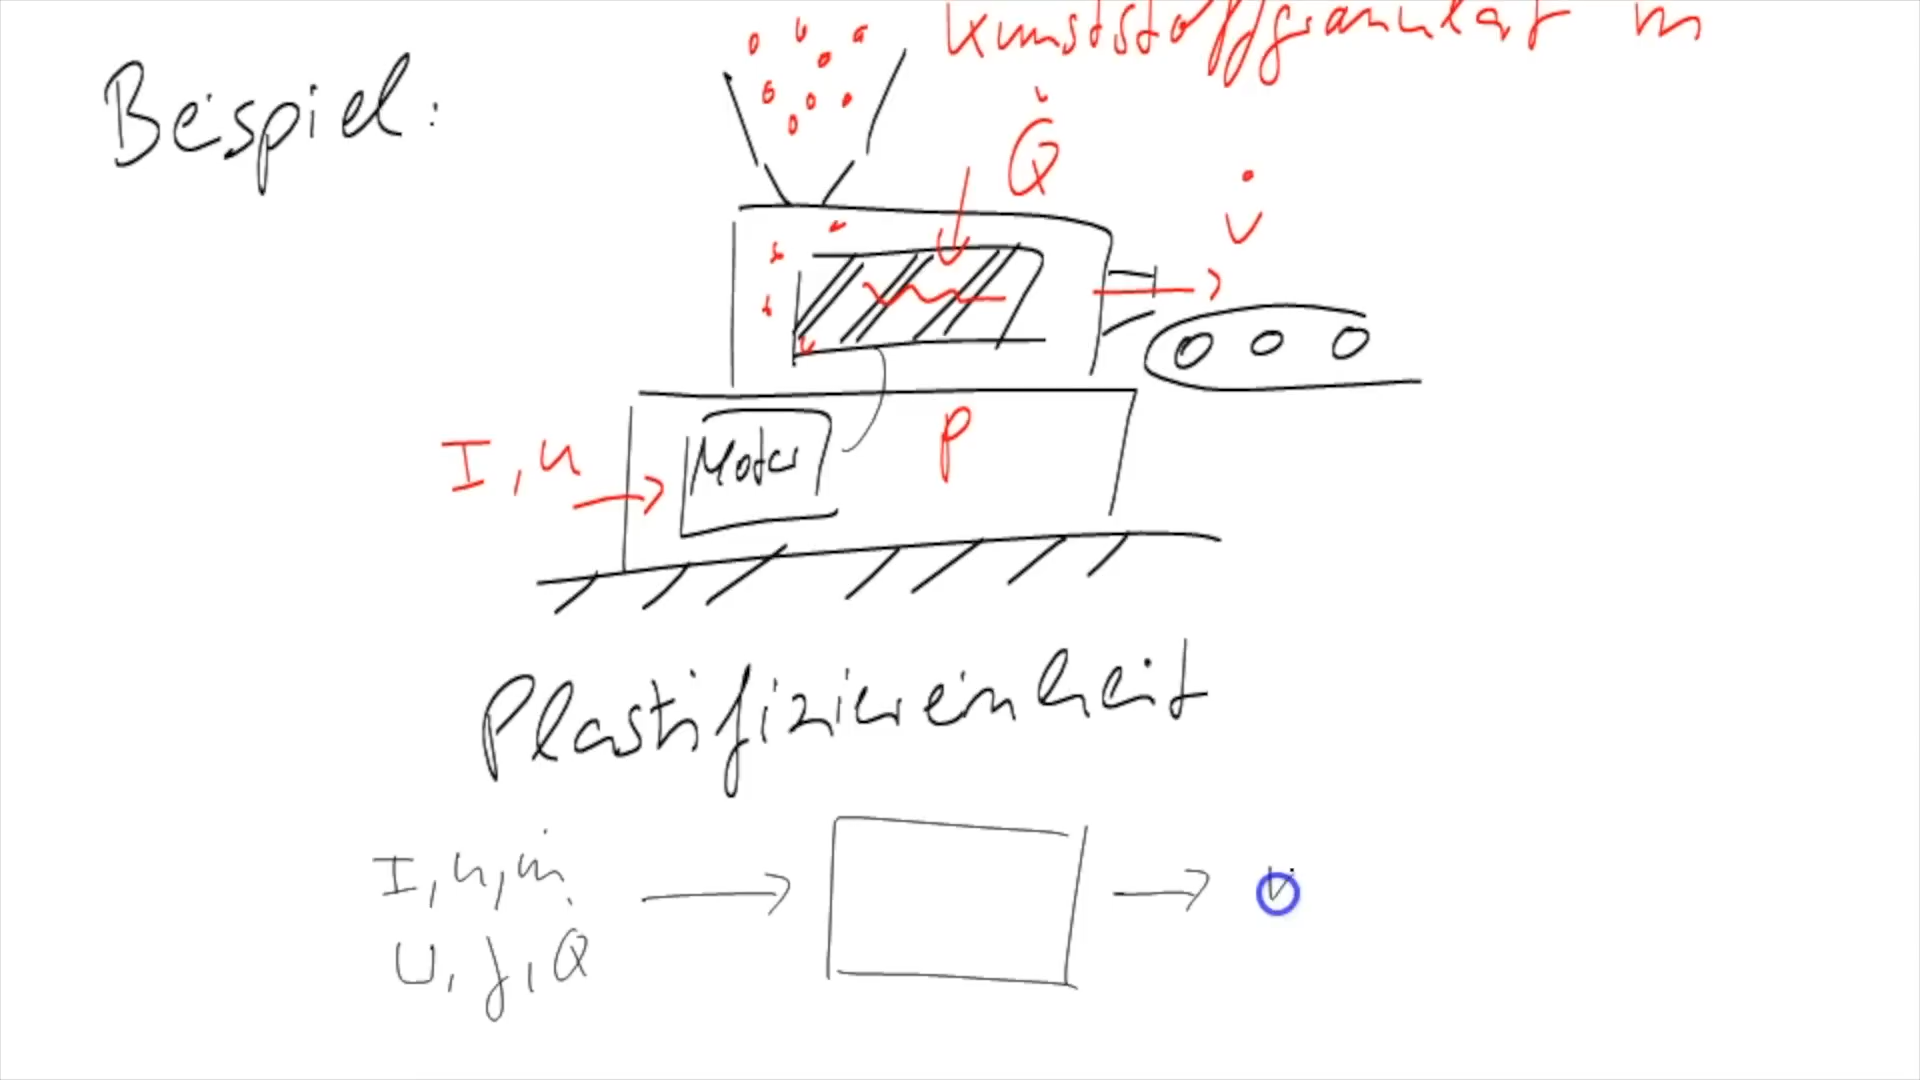 Kunststoffgranulat m
Beispiel:
Q̇
V̇
I, n
Motor
P
Plastifiziereinheit
I, n, ṁ,
U, f, Q̇
V̇